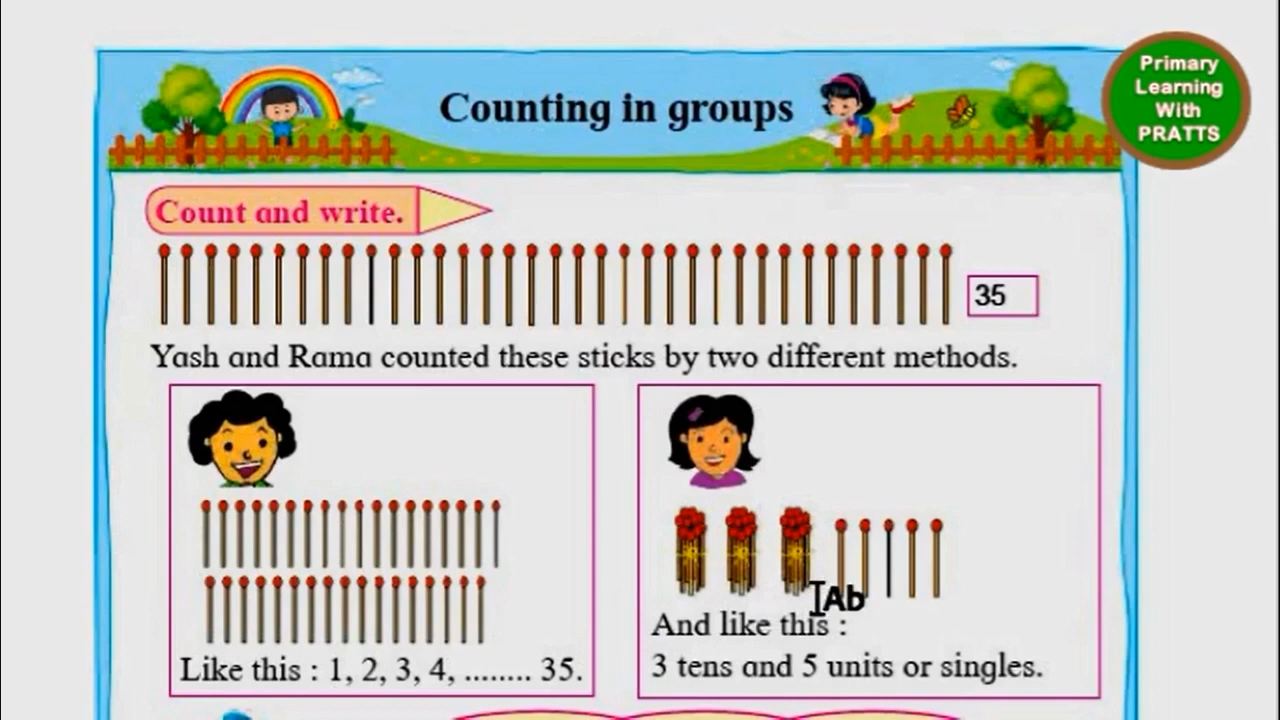 Primary
Learning
With
PRATTS
Counting in groups
Count and write.
35
Yash and Rama counted these sticks by two different methods.
Like this : 1, 2, 3, 4, ........ 35.
Ab
And like this :
3 tens and 5 units or singles.